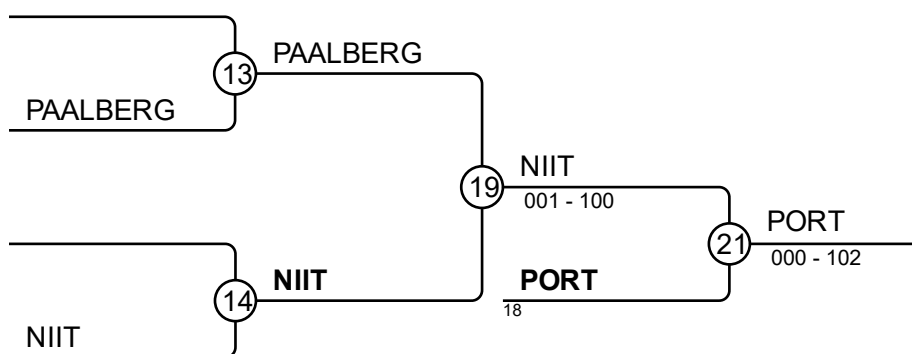 PAALBERG
13
PAALBERG
NIIT
19
001 - 100
PORT
21
000 - 102
NIIT
14
PORT
18
NIIT